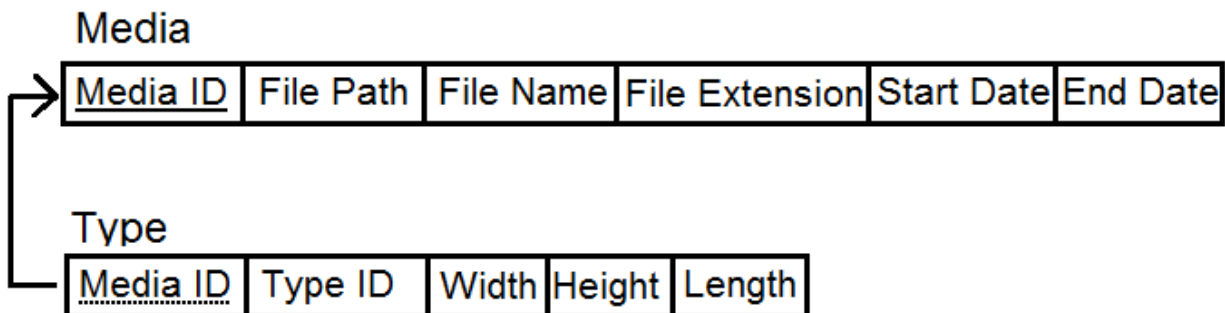 Media
Media ID File Path File Name File Extension Start Date End Date
Type
Media ID Type ID Width Height Length